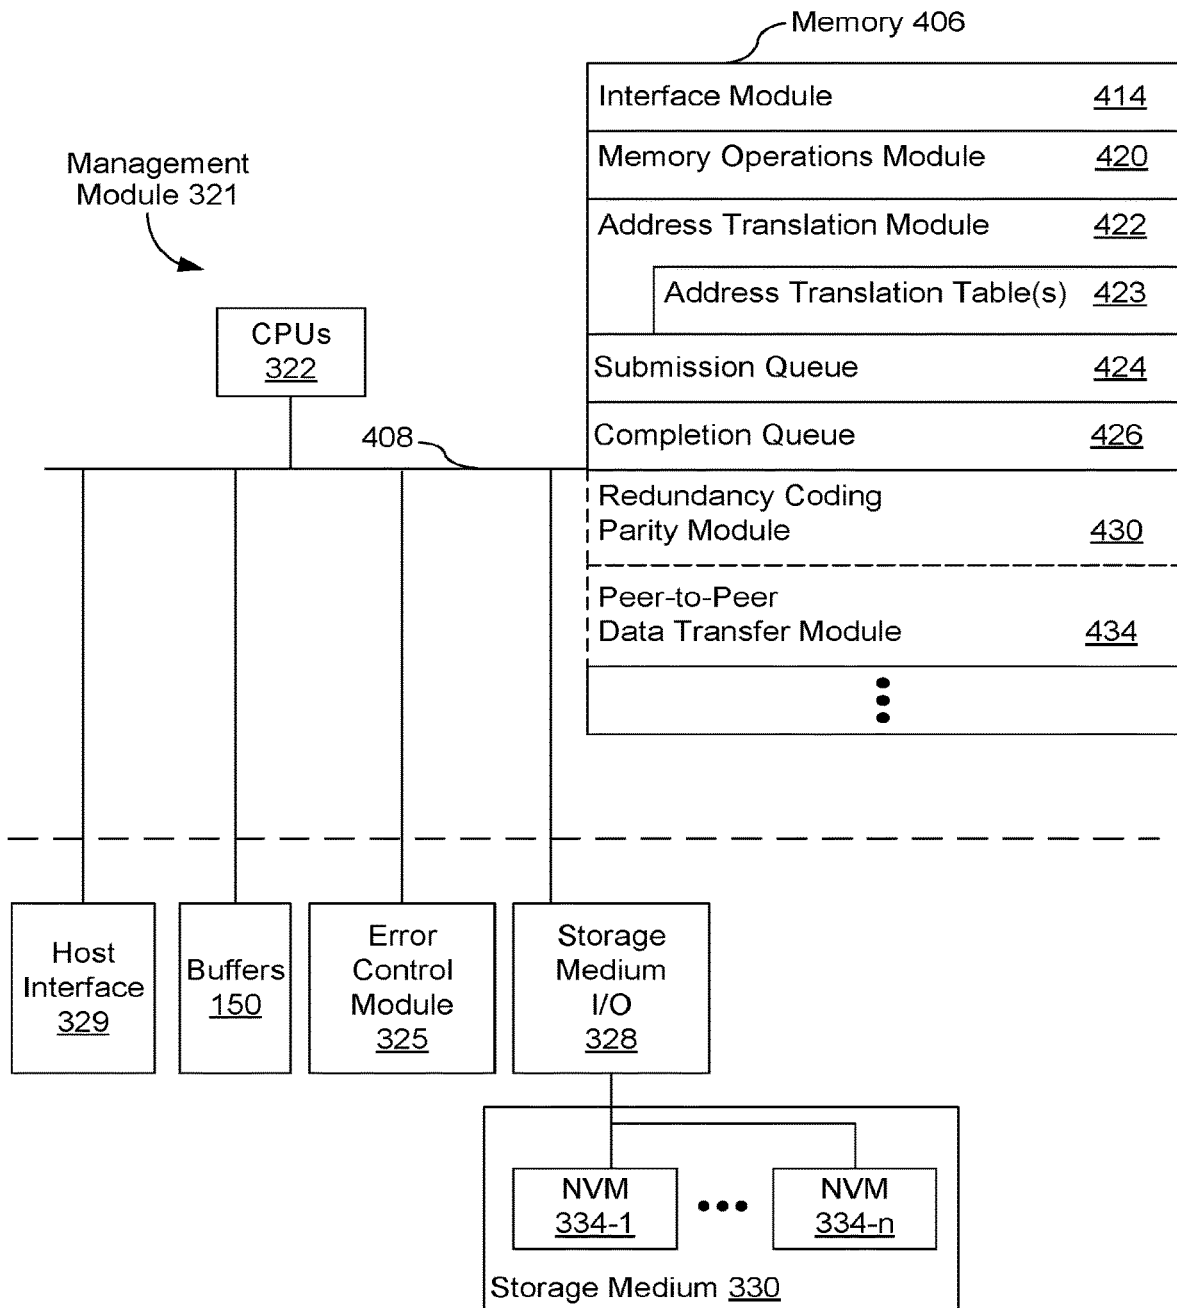 Memory 406
Interface Module 414
Memory Operations Module 420
Address Translation Module 422
Address Translation Table(s) 423
Submission Queue 424
Completion Queue 426
Redundancy Coding
Parity Module 430
Peer-to-Peer
Data Transfer Module 434
Management
Module 321
CPUs
322
408
Host
Interface
329
Buffers
150
Error
Control
Module
325
Storage
Medium
I/O
328
NVM
334-1
NVM
334-n
Storage Medium 330